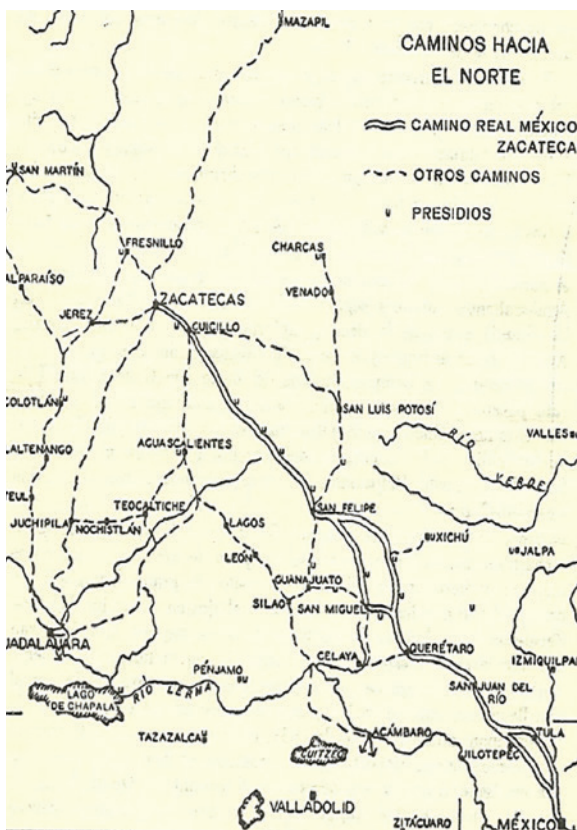 MAZAPIL
CAMINOS HACIA
EL NORTE
CAMINO REAL MÉXICO
ZACATECA
OTROS CAMINOS
PRESIDIOS
SAN MARTÍN
FRESNILLO
CHARCAS
ALPARAÍSO
VENADO
ZACATECAS
JEREZ
CUICILLO
COLOTLÁN
SAN LUIS POTOSÍ
RÍO VERDE
VALLES
LALTENANGO
AGUASCALIENTES
TEUL
JUCHIPILA
NOCHISTLÁN
TEOCALTICHE
LAGOS
SAN FELIPE
XICHÚ
JALPA
LEÓN
GUANAJUATO
SILAO
SAN MIGUEL
UADALAJARA
CELAYA
QUERÉTARO
IZMIQUILPA
LAGO
DE CHAPALA
RÍO LERMA
PÉNJAMO
SAN JUAN DEL
RÍO
TAZAZALCA
CUITZEO
ACÁMBARO
TULA
JILOTEPEC
VALLADOLID
ZITÁCUARO
MÉXICO